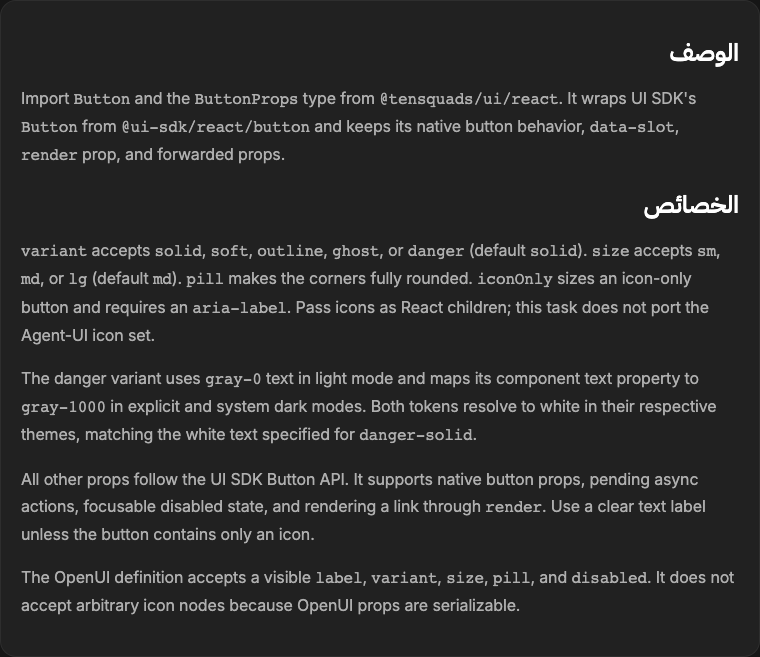 الوصف
Import Button and the ButtonProps type from @tensquads/ui/react. It wraps UI SDK's
Button from @ui-sdk/react/button and keeps its native button behavior, data-slot,
render prop, and forwarded props.
الخصائص
variant accepts solid, soft, outline, ghost, or danger (default solid). size accepts sm,
md, or lg (default md). pill makes the corners fully rounded. iconOnly sizes an icon-only
button and requires an aria-label. Pass icons as React children; this task does not port the
Agent-UI icon set.
The danger variant uses gray-0 text in light mode and maps its component text property to
gray-1000 in explicit and system dark modes. Both tokens resolve to white in their respective
themes, matching the white text specified for danger-solid.
All other props follow the UI SDK Button API. It supports native button props, pending async
actions, focusable disabled state, and rendering a link through render. Use a clear text label
unless the button contains only an icon.
The OpenUI definition accepts a visible label, variant, size, pill, and disabled. It does not
accept arbitrary icon nodes because OpenUI props are serializable.